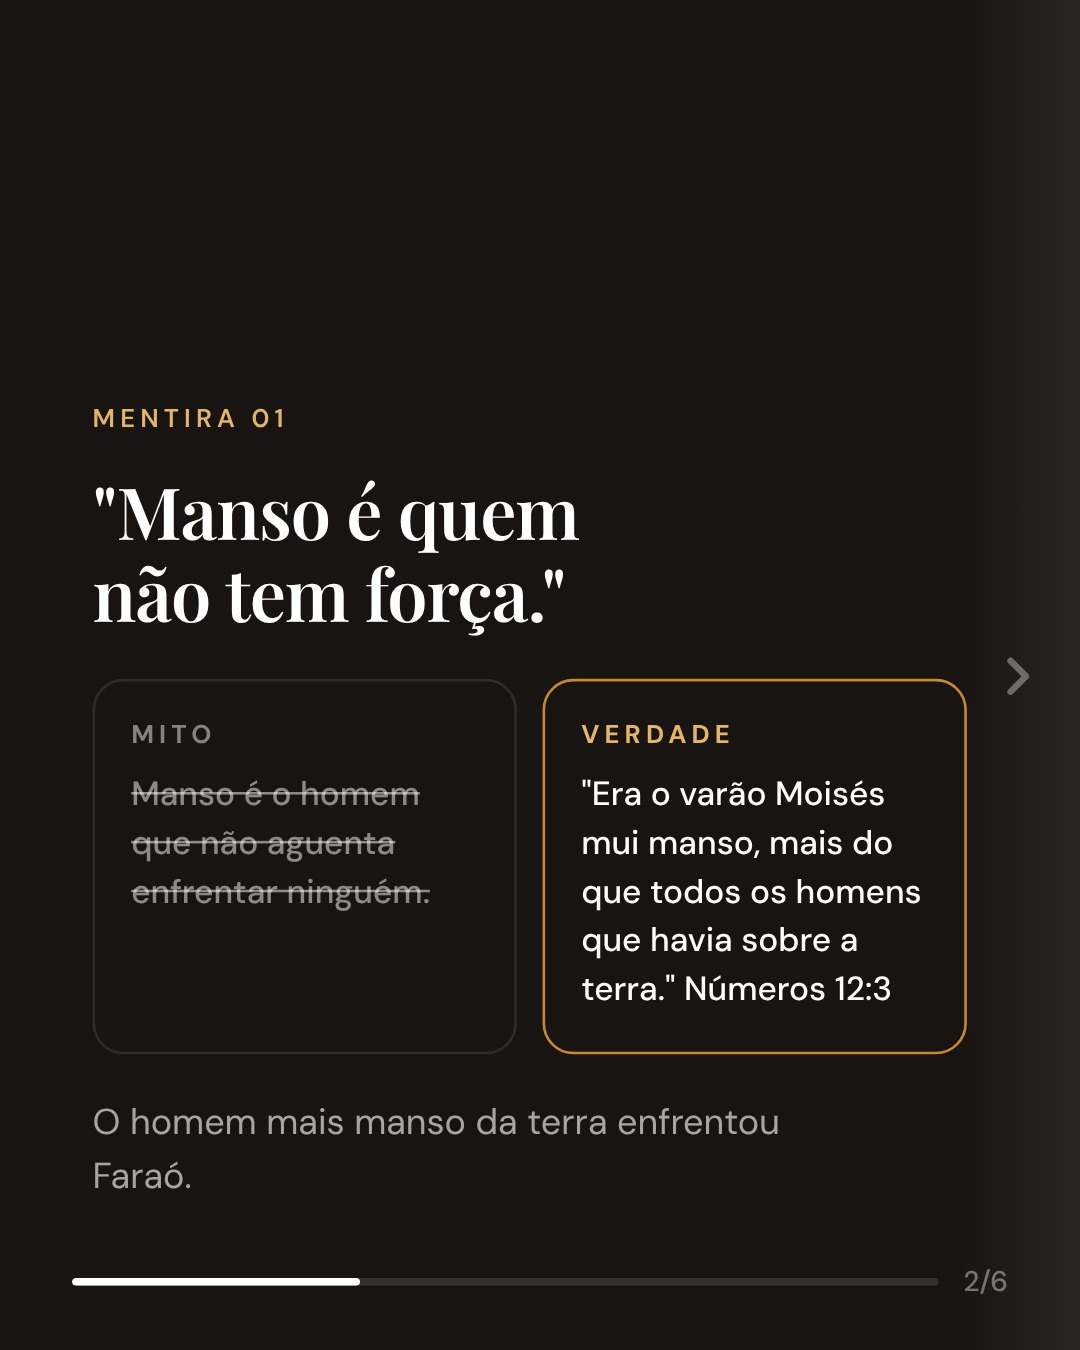 MENTIRA 01
"Manso é quem
não tem força."
MITO
Manso é o homem
que não aguenta
enfrentar ninguém.
VERDADE
"Era o varão Moisés
mui manso, mais do
que todos os homens
que havia sobre a
terra." Números 12:3
O homem mais manso da terra enfrentou
Faraó.
2/6